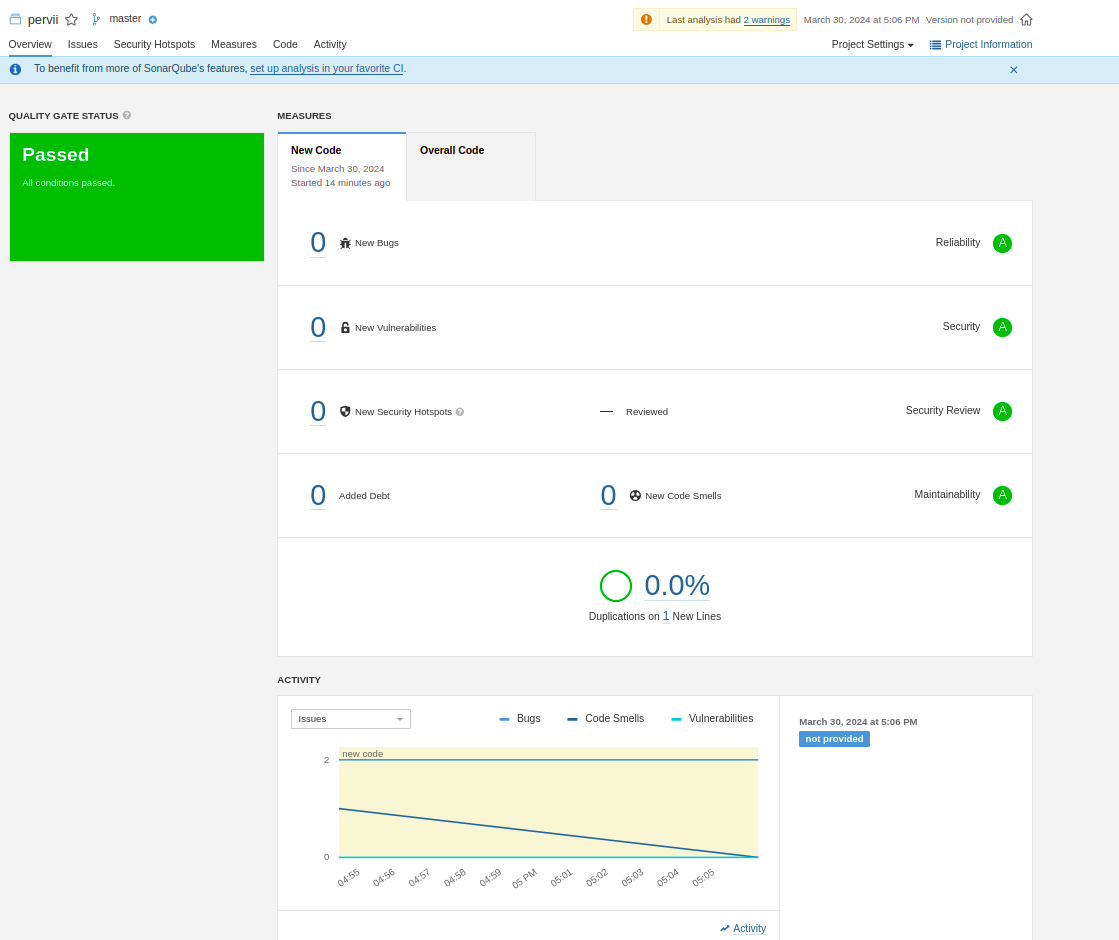 pervii master Last analysis had 2 warnings March 30, 2024 at 5:06 PM Version not provided
Overview Issues Security Hotspots Measures Code Activity Project Settings Project Information
To benefit from more of SonarQube's features, set up analysis in your favorite CI.
QUALITY GATE STATUS
Passed
All conditions passed.
MEASURES
New Code
Since March 30, 2024
Started 14 minutes ago
Overall Code
0 New Bugs Reliability A
0 New Vulnerabilities Security A
0 New Security Hotspots — Reviewed Security Review A
0 Added Debt 0 New Code Smells Maintainability A
0.0%
Duplications on 1 New Lines
ACTIVITY
Issues Bugs Code Smells Vulnerabilities
new code
2
0
04:55 04:56 04:57 04:58 04:59 05 PM 05:01 05:02 05:03 05:04 05:05
Activity
March 30, 2024 at 5:06 PM
not provided